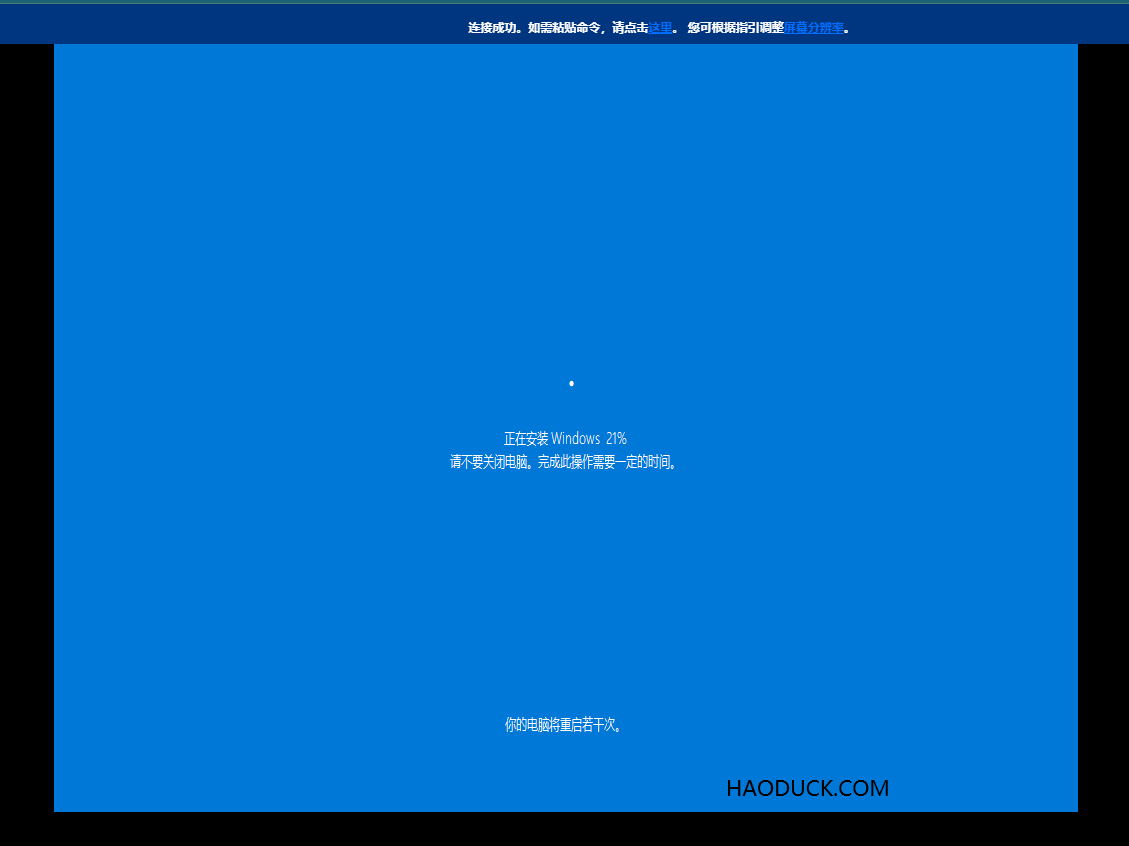 连接成功。如需粘贴命令，请点击这里。 您可根据指引调整屏幕分辨率。
正在安装 Windows 21%
请不要关闭电脑。完成此操作需要一定的时间。
你的电脑将重启若干次。
HAODUCK.COM